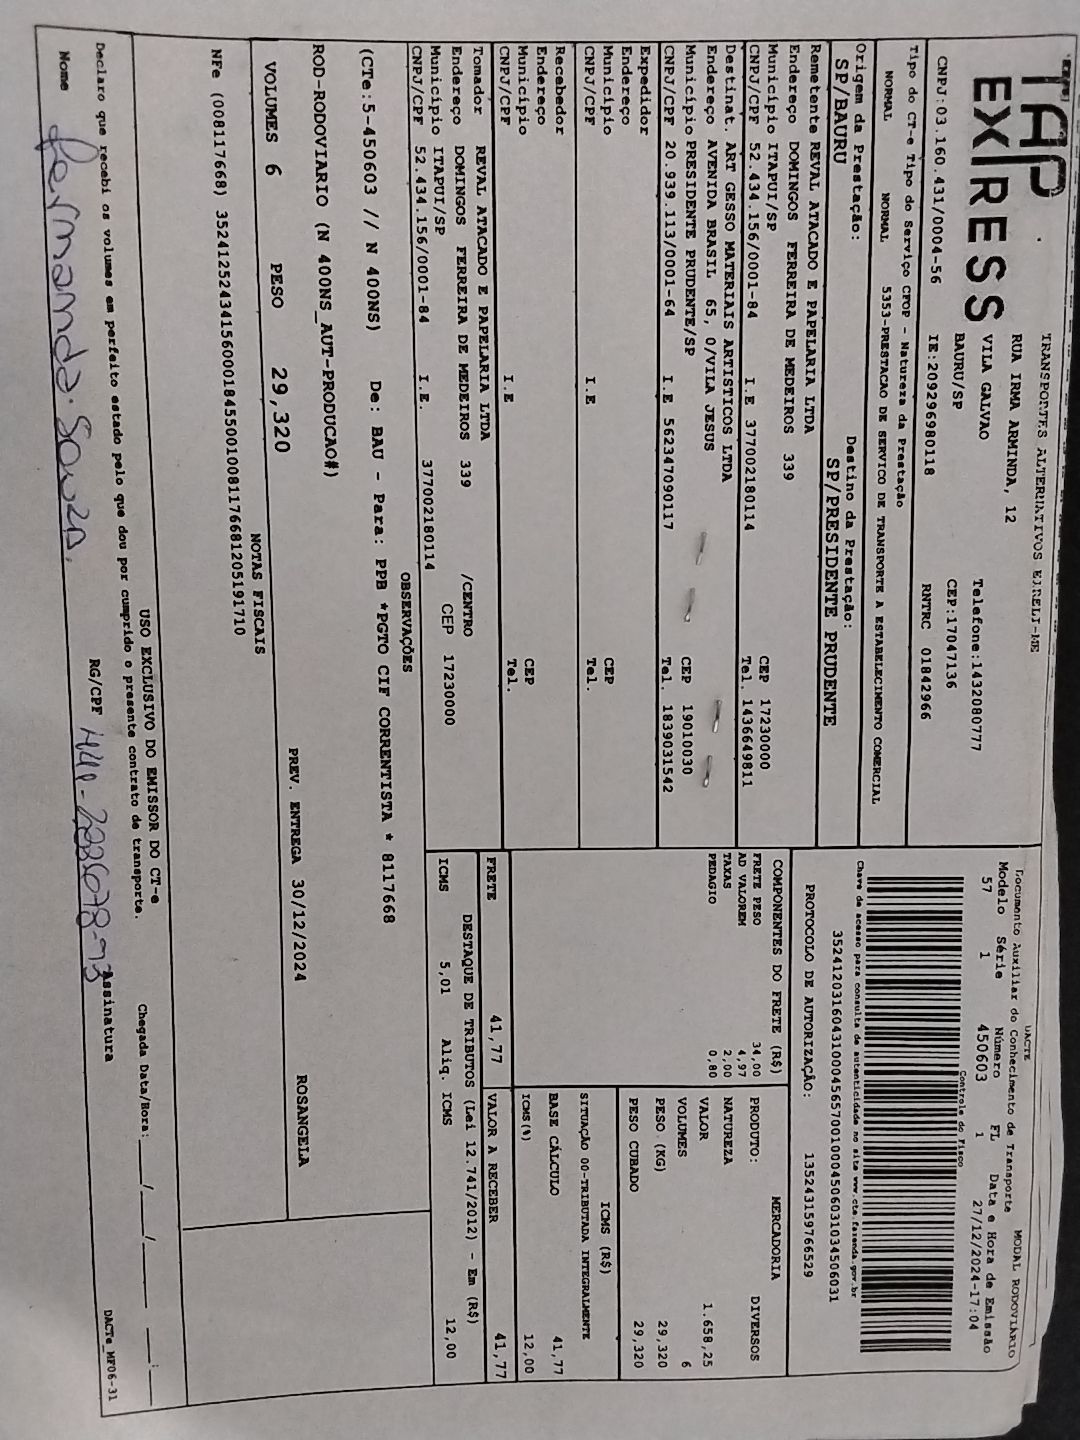 TAP
EXPRESS
TRANSPORTES ALTERNATIVOS EIRELI-ME
RUA IRMA ARMINDA, 12
VILA GALVAO Telefone:1432080777
BAURU/SP CEP:17047136
CNPJ:03.160.431/0004-56 IE:209296980118 RNTRC 01842966
Tipo do CT-e Tipo do Serviço CFOP - Natureza da Prestação
NORMAL NORMAL 5353-PRESTACAO DE SERVICO DE TRANSPORTE A ESTABELECIMENTO COMERCIAL
Origem da Prestação: Destino da Prestação:
SP/BAURU SP/PRESIDENTE PRUDENTE
Remetente REVAL ATACADO E PAPELARIA LTDA
Endereço DOMINGOS FERREIRA DE MEDEIROS 339
Município ITAPUI/SP CEP 17230000
CNPJ/CPF 52.434.156/0001-84 I.E 377002180114 Tel. 1436649811
Destinat. ART GESSO MATERIAIS ARTISTICOS LTDA
Endereço AVENIDA BRASIL 65, 0/VILA JESUS
Município PRESIDENTE PRUDENTE/SP CEP 19010030
CNPJ/CPF 20.939.113/0001-64 I.E 562347090117 Tel. 1839031542
Expedidor
Endereço
Município CEP
CNPJ/CPF I.E Tel.
Recebedor
Endereço
Município CEP
CNPJ/CPF I.E Tel.
Tomador REVAL ATACADO E PAPELARIA LTDA
Endereço DOMINGOS FERREIRA DE MEDEIROS 339 /CENTRO
Município ITAPUI/SP CEP 17230000
CNPJ/CPF 52.434.156/0001-84 I.E. 377002180114
DACTE
Documento Auxiliar do Conhecimento de Transporte MODAL RODOVIÁRIO
Modelo Série Número FL Data e Hora de Emissão
57 1 450603 1 27/12/2024-17:04
Controle do Fisco
Chave de acesso para consulta de autenticidade no site www.cte.fazenda.gov.br
35241203160431000456570010004506031034506031
PROTOCOLO DE AUTORIZAÇÃO: 135243159766529
COMPONENTES DO FRETE (R$)
FRETE PESO 34,00
AD VALOREM 4,97
TAXAS 2,00
PEDAGIO 0,80
MERCADORIA
PRODUTO: DIVERSOS
NATUREZA
VALOR 1.658,25
VOLUMES 6
PESO (KG) 29,320
PESO CUBADO 29,320
ICMS (R$)
SITUAÇÃO 00-TRIBUTADA INTEGRALMENTE
BASE CÁLCULO 41,77
ICMS(%) 12,00
FRETE 41,77 VALOR A RECEBER 41,77
DESTAQUE DE TRIBUTOS (Lei 12.741/2012) - Em (R$)
ICMS 5,01 Aliq. ICMS 12,00
OBSERVAÇÕES
(CTe:5-450603 // N 400NS) De: BAU - Para: PPB *PGTO CIF CORRENTISTA * 8117668
ROD-RODOVIARIO (N 400NS_AUT-PRODUCAO#)
PREV. ENTREGA 30/12/2024 ROSANGELA
VOLUMES 6 PESO 29,320
NOTAS FISCAIS
NFe (008117668) 35241252434156000184550010081176681205191710
USO EXCLUSIVO DO EMISSOR DO CT-e
Declaro que recebi os volumes em perfeito estado pelo que dou por cumprido o presente contrato de transporte. Chegada Data/Hora:___/___/___ ___:___
Nome Fernanda Souza. RG/CPF Assinatura
DACTe_MF06-31